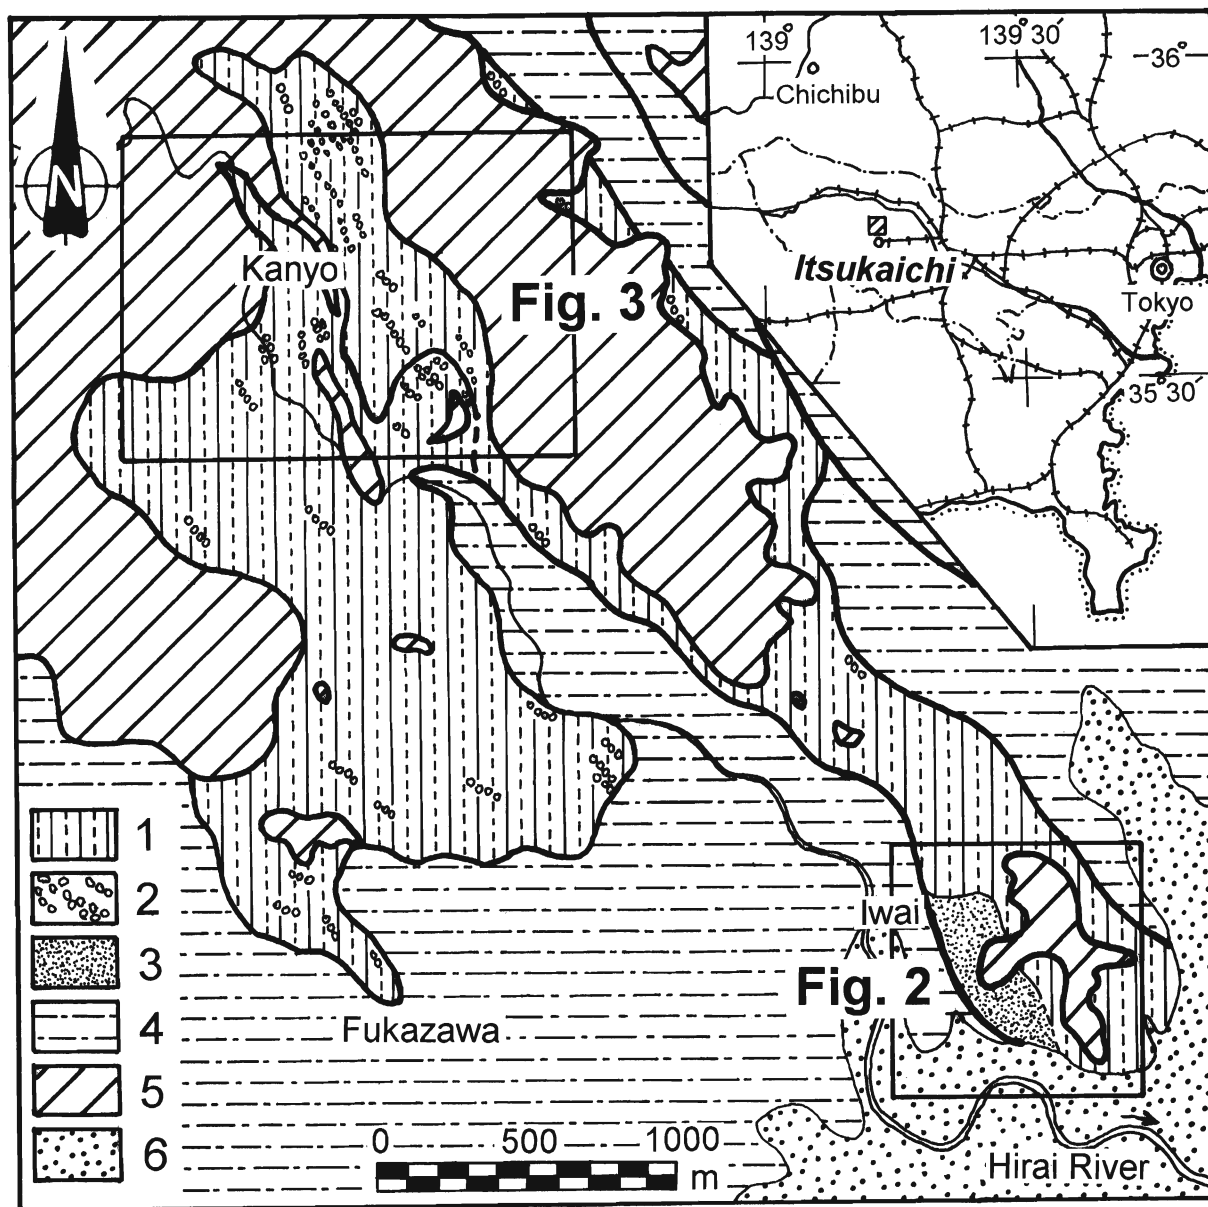 N
139°
139°30′
36°
Chichibu
Itsukaichi
Tokyo
35°30′
Kanyo
Fig. 3
1
2
3
4
5
6
Iwai
Fig. 2
Fukazawa
0 500 1000
m
Hirai River